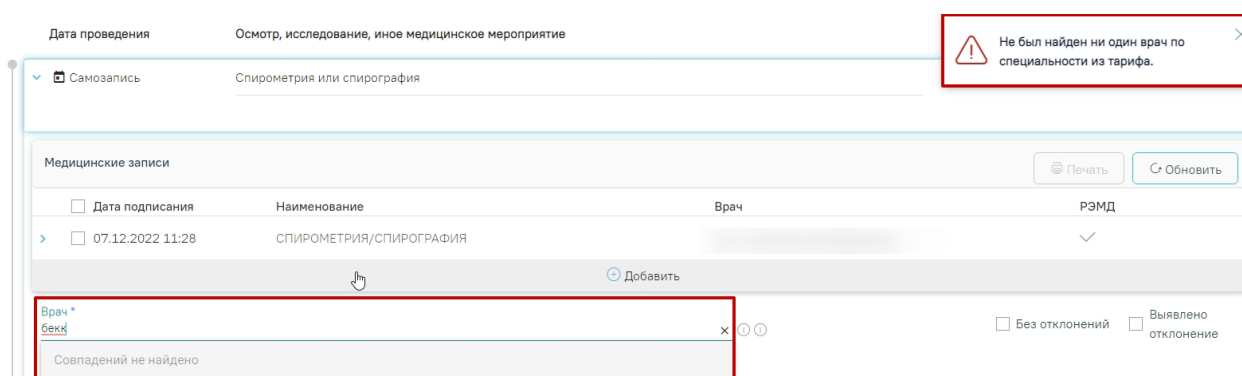 Дата проведения
Осмотр, исследование, иное медицинское мероприятие
Не был найден ни один врач по
специальности из тарифа.
Самозапись
Спирометрия или спирография
Медицинские записи
Печать
Обновить
Дата подписания
Наименование
Врач
РЭМД
07.12.2022 11:28
СПИРОМЕТРИЯ/СПИРОГРАФИЯ
Добавить
Врач *
бекк
Без отклонений
Выявлено
отклонение
Совпадений не найдено